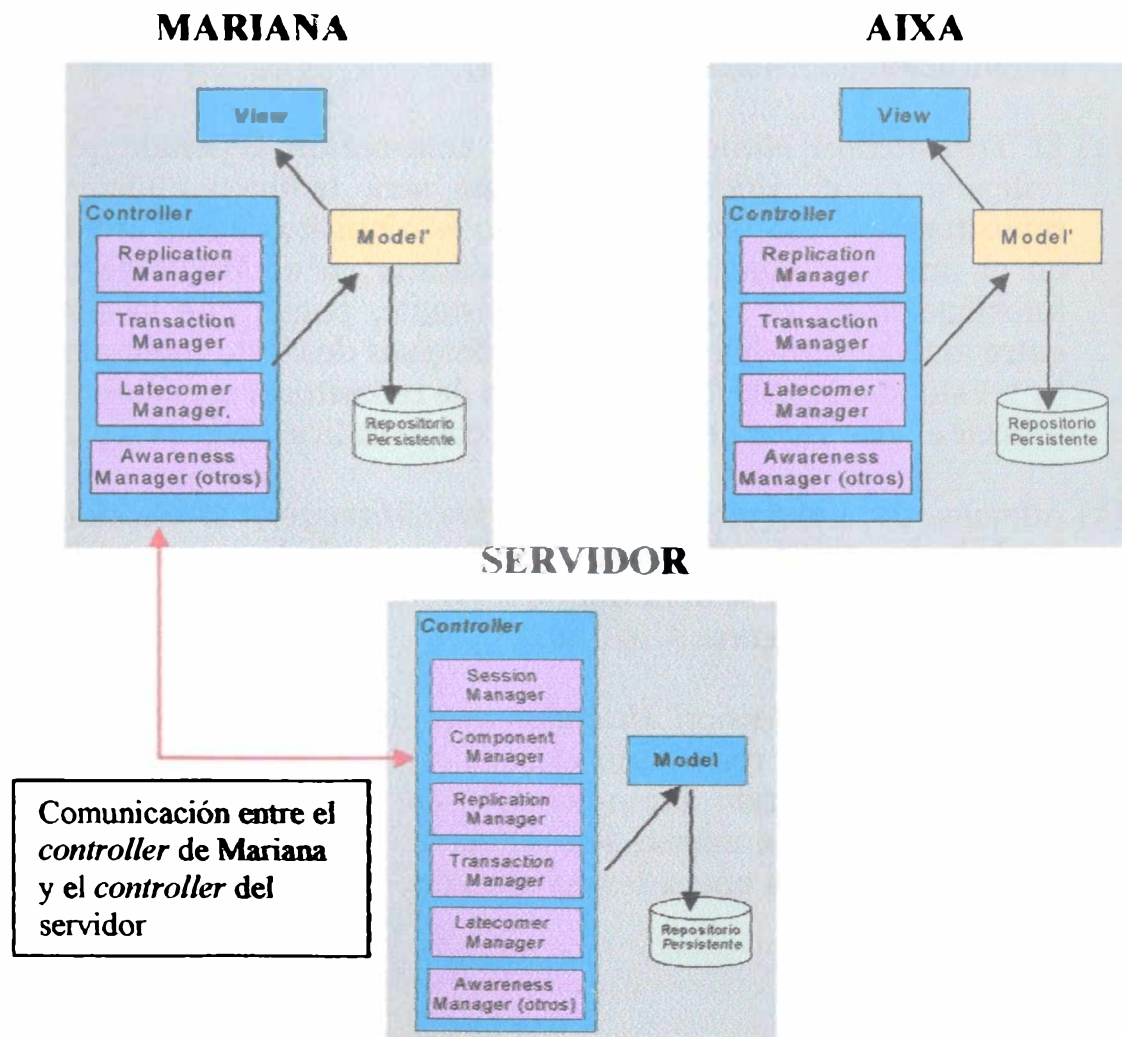 MARIANA
View
Controller
Replication
Manager
Transaction
Manager
Latecomer
Manager.
Awareness
Manager (otros)
Model'
Repositorio
Persistente
AIXA
View
Controller
Replication
Manager
Transaction
Manager
Latecomer
Manager
Awareness
Manager (otros)
Model'
Repositorio
Persistente
SERVIDOR
Controller
Session
Manager
Component
Manager
Replication
Manager
Transaction
Manager
Latecomer
Manager
Awareness
Manager (otros)
Model
Repositorio
Persistente
Comunicación entre el
controller de Mariana
y el controller del
servidor